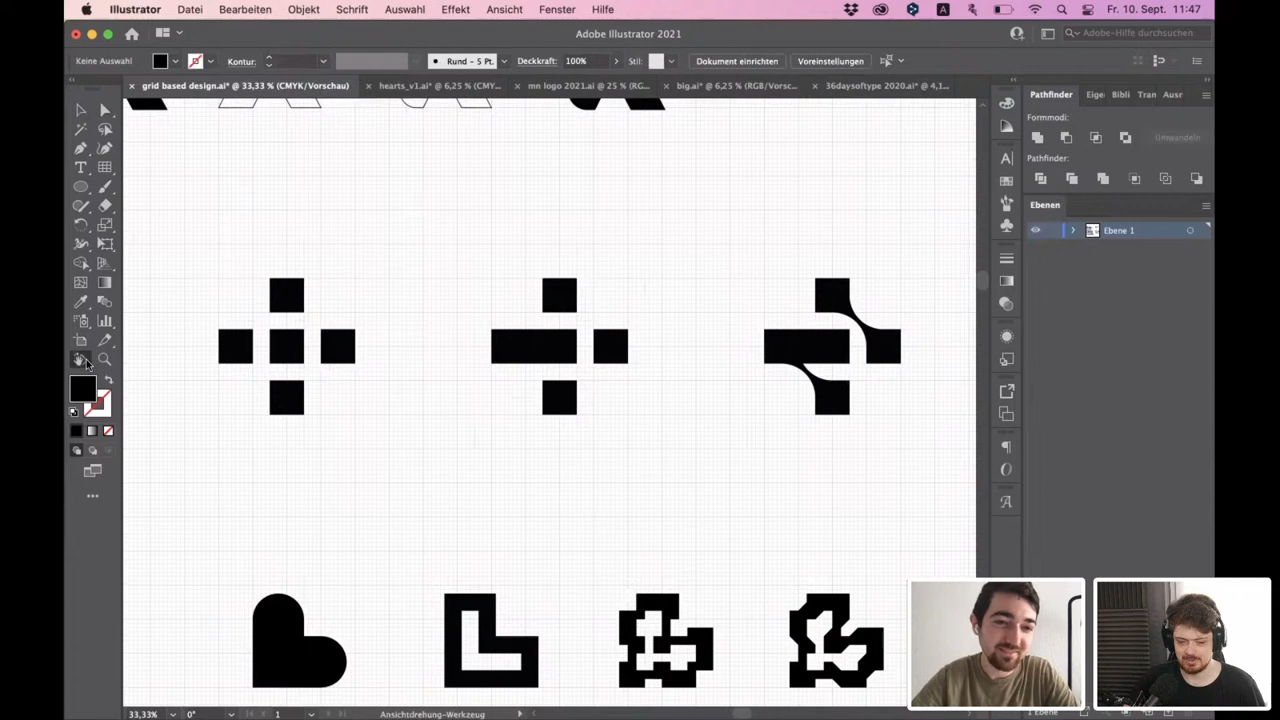 Illustrator Datei Bearbeiten Objekt Schrift Auswahl Effekt Ansicht Fenster Hilfe Fr. 10. Sept. 11:47
Adobe Illustrator 2021 Adobe-Hilfe durchsuchen
Keine Auswahl Kontur: Rund – 5 Pt. Deckkraft: 100% Stil: Dokument einrichten Voreinstellungen
grid based design.ai* @ 33,33 % (CMYK/Vorschau) hearts_v1.ai* @ 6,25 % (CMY... mn logo 2021.ai @ 25 % (RG... big.ai* @ 6,25 % (RGB/Vorsc... 36daysoftype 2020.ai* @ 4,1... Pathfinder Eige Bibli Tran Ausr
Formmodi:
Umwandeln
Pathfinder:
Ebenen
Ebene 1
33,33% 0° 1 Ansichtdrehung-Werkzeug 1 Ebene